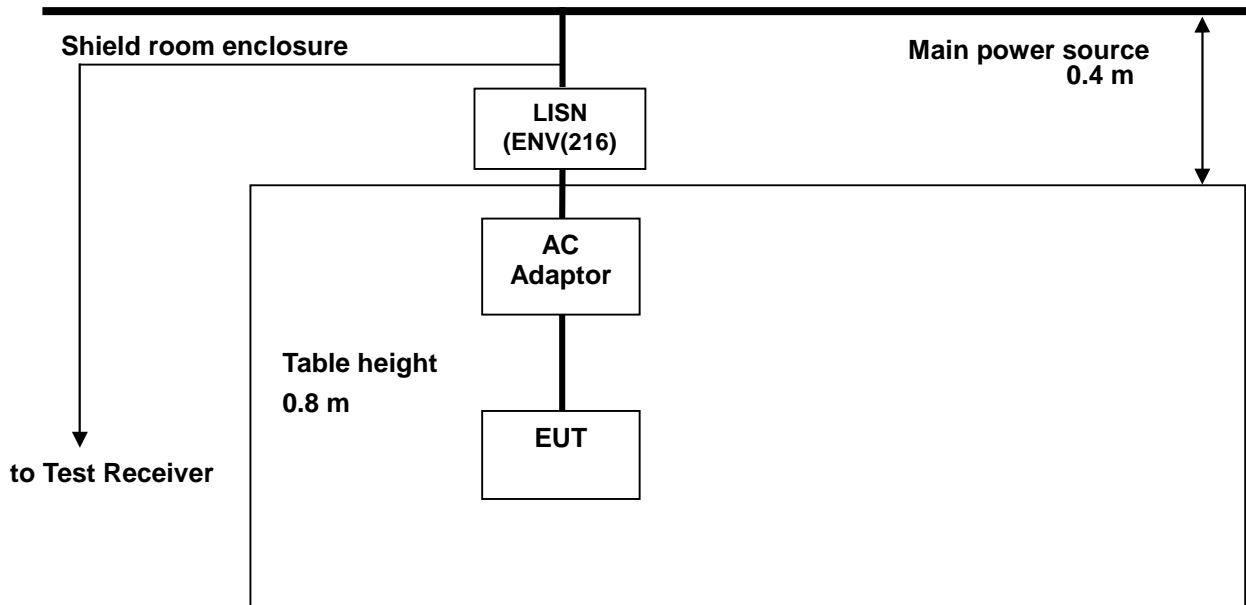 Shield room enclosure
Main power source
0.4 m
LISN
(ENV(216)
AC
Adaptor
Table height
0.8 m
EUT
to Test Receiver